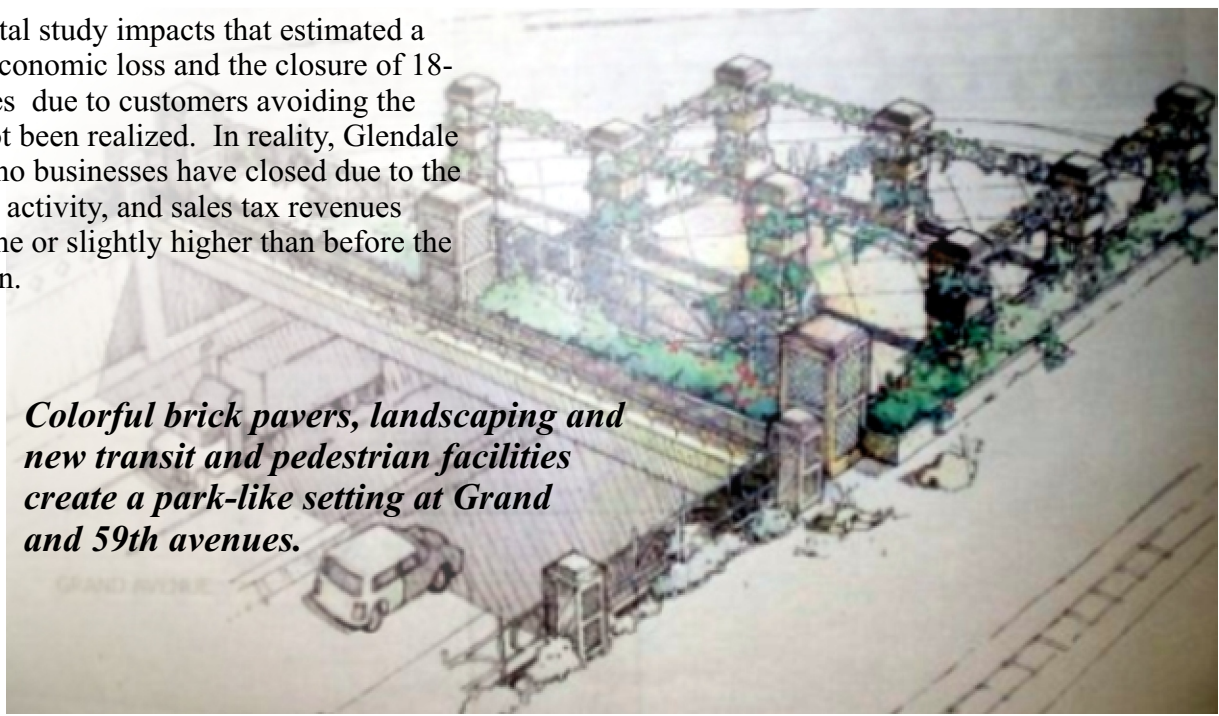 tal study impacts that estimated a
conomic loss and the closure of 18-
es due to customers avoiding the
ot been realized. In reality, Glendale
no businesses have closed due to the
activity, and sales tax revenues
ne or slightly higher than before the
n.
Colorful brick pavers, landscaping and
new transit and pedestrian facilities
create a park-like setting at Grand
and 59th avenues.
GRAND AVENUE